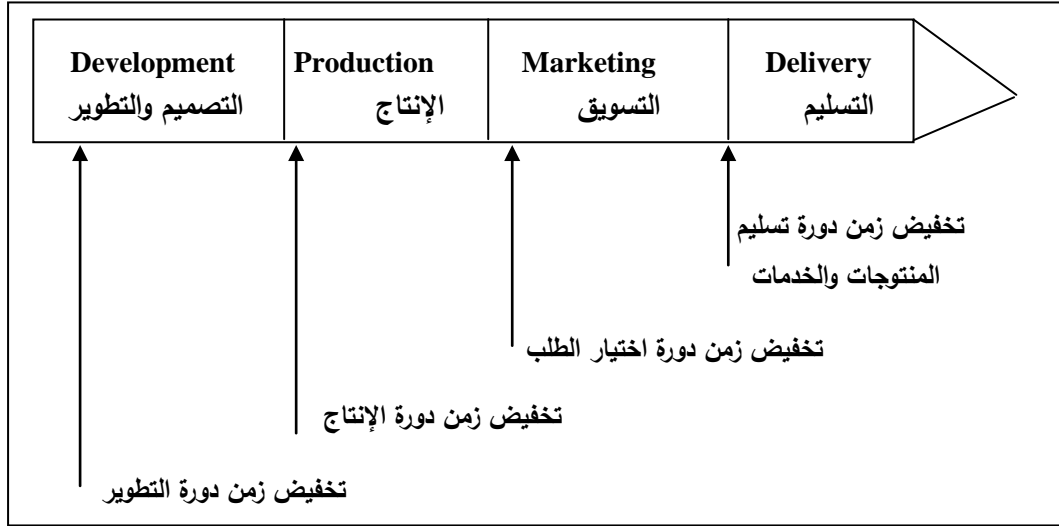 Development
التصميم والتطوير
Production
الإنتاج
Marketing
التسويق
Delivery
التسليم
تخفيض زمن دورة تسليم
المنتوجات والخدمات
تخفيض زمن دورة اختيار الطلب
تخفيض زمن دورة الإنتاج
تخفيض زمن دورة التطوير